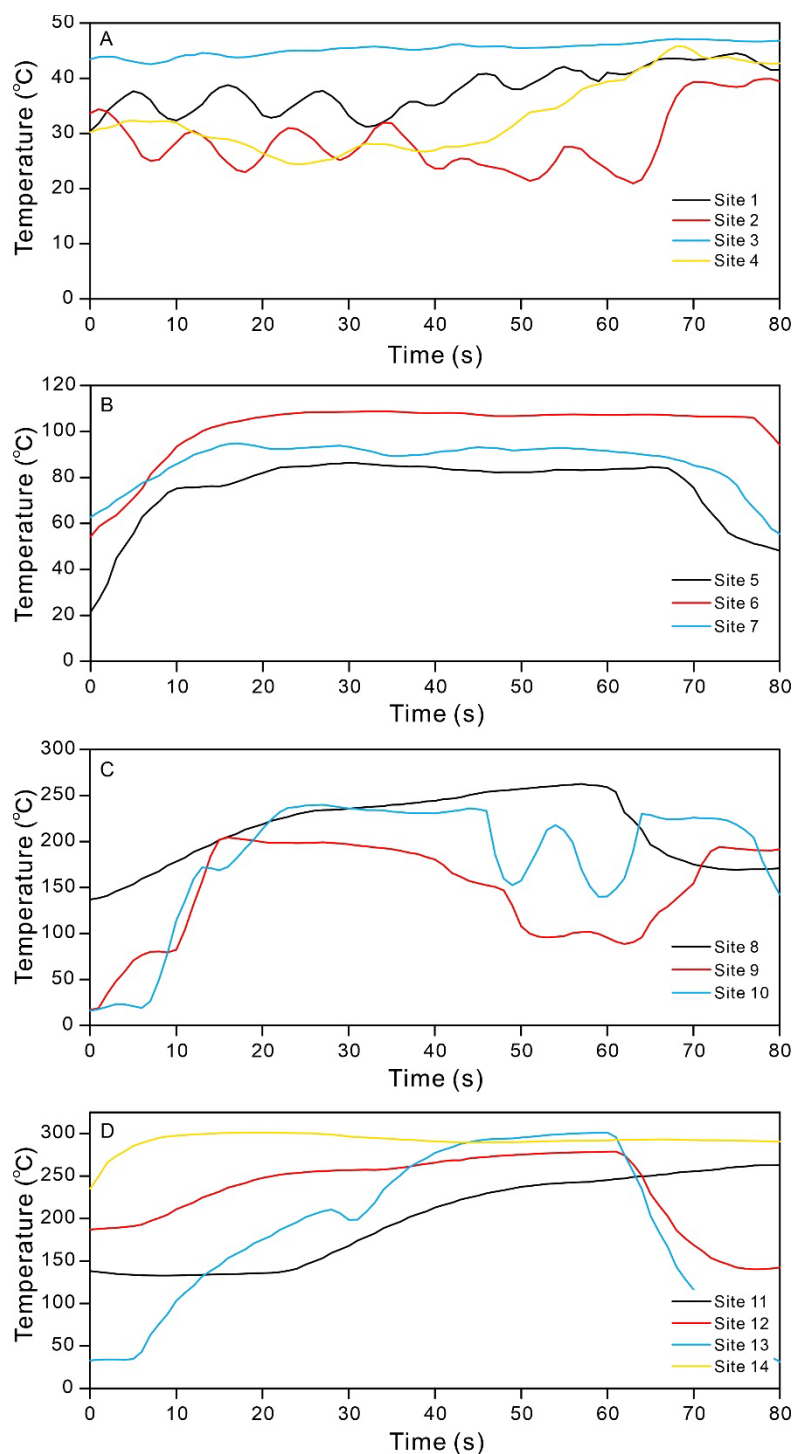 A
50
40
30
20
10
0
Temperature (°C)
Site 1
Site 2
Site 3
Site 4
0 10 20 30 40 50 60 70 80
Time (s)
B
120
100
80
60
40
20
0
Temperature (°C)
Site 5
Site 6
Site 7
0 10 20 30 40 50 60 70 80
Time (s)
C
300
250
200
150
100
50
0
Temperature (°C)
Site 8
Site 9
Site 10
0 10 20 30 40 50 60 70 80
Time (s)
D
300
250
200
150
100
50
0
Temperature (°C)
Site 11
Site 12
Site 13
Site 14
0 10 20 30 40 50 60 70 80
Time (s)